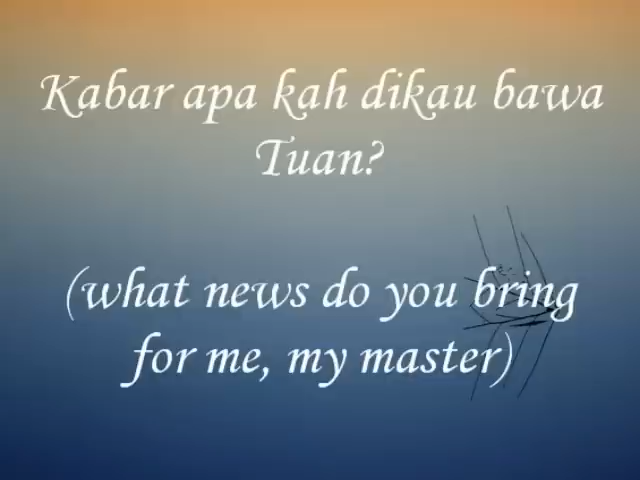 Kabar apa kah dikau bawa
Tuan?
(what news do you bring
for me, my master)